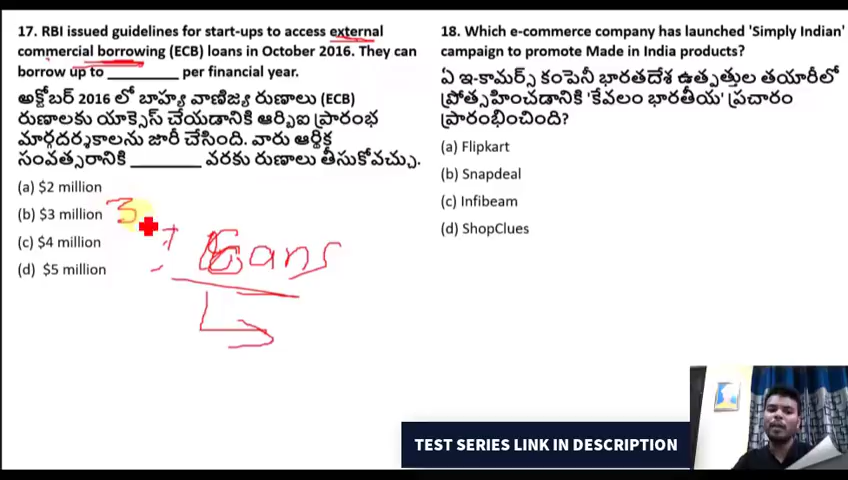 17. RBI issued guidelines for start-ups to access external
commercial borrowing (ECB) loans in October 2016. They can
borrow up to _________ per financial year.
అక్టోబర్ 2016 లో బాహ్య వాణిజ్య రుణాలు (ECB)
రుణాలకు యాక్సెస్ చేయడానికి ఆర్బిఐ ప్రారంభ
మార్గదర్శకాలను జారీ చేసింది. వారు ఆర్థిక
సంవత్సరానికి _________ వరకు రుణాలు తీసుకోవచ్చు.
(a) $2 million
(b) $3 million 3
(c) $4 million
(d) $5 million
loans
18. Which e-commerce company has launched 'Simply Indian'
campaign to promote Made in India products?
ఏ ఇ-కామర్స్ కంపెనీ భారతదేశ ఉత్పత్తుల తయారీలో
ప్రోత్సహించడానికి 'కేవలం భారతీయ' ప్రచారం
ప్రారంభించింది?
(a) Flipkart
(b) Snapdeal
(c) Infibeam
(d) ShopClues
TEST SERIES LINK IN DESCRIPTION